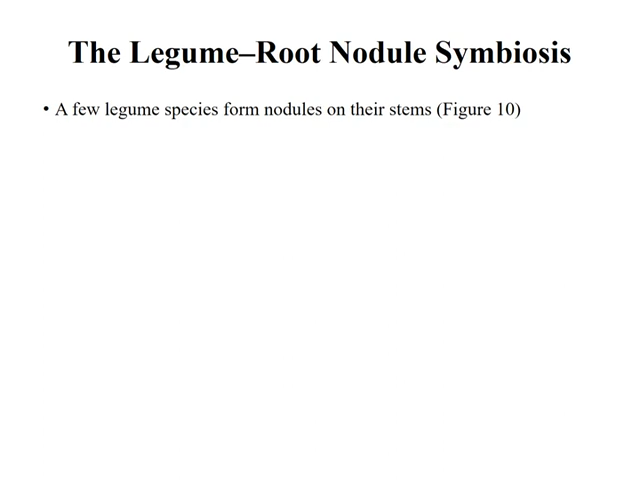 The Legume–Root Nodule Symbiosis
• A few legume species form nodules on their stems (Figure 10)